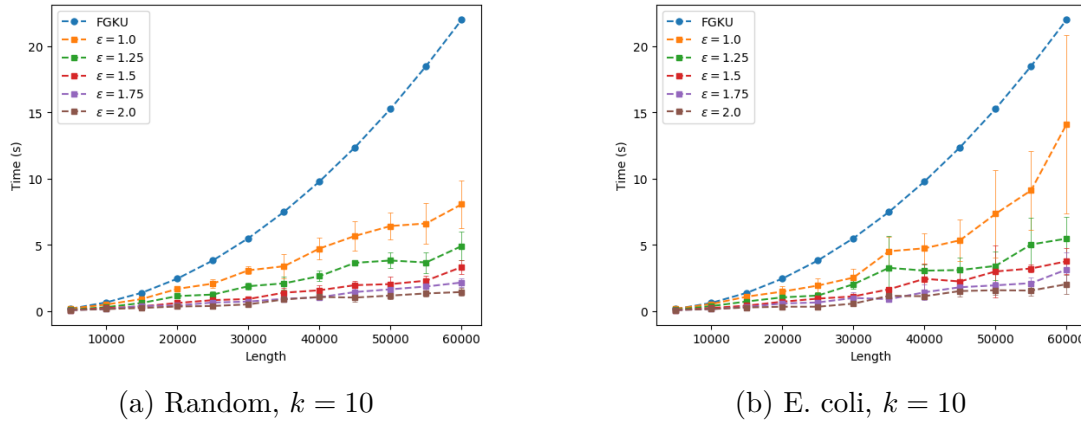 FGKU
ε = 1.0
ε = 1.25
ε = 1.5
ε = 1.75
ε = 2.0
20
15
10
5
0
Time (s)
10000 20000 30000 40000 50000 60000
Length
(a) Random, k = 10
FGKU
ε = 1.0
ε = 1.25
ε = 1.5
ε = 1.75
ε = 2.0
20
15
10
5
0
Time (s)
10000 20000 30000 40000 50000 60000
Length
(b) E. coli, k = 10